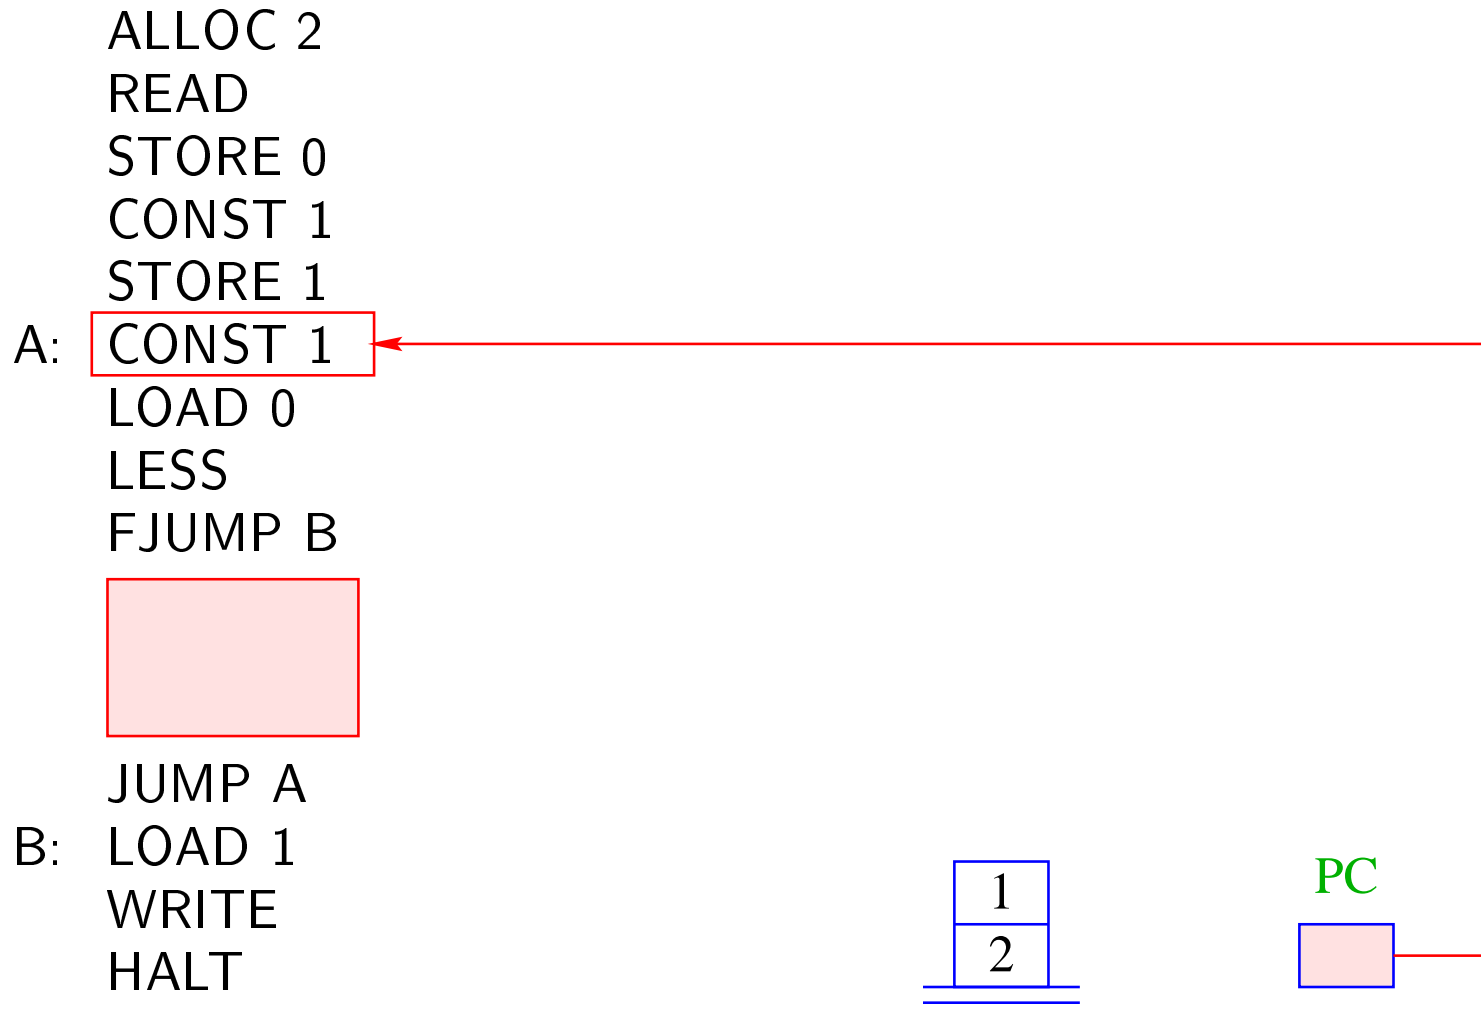 ALLOC 2
READ
STORE 0
CONST 1
STORE 1
A: CONST 1
LOAD 0
LESS
FJUMP B
JUMP A
B: LOAD 1
WRITE
HALT
1
2
PC